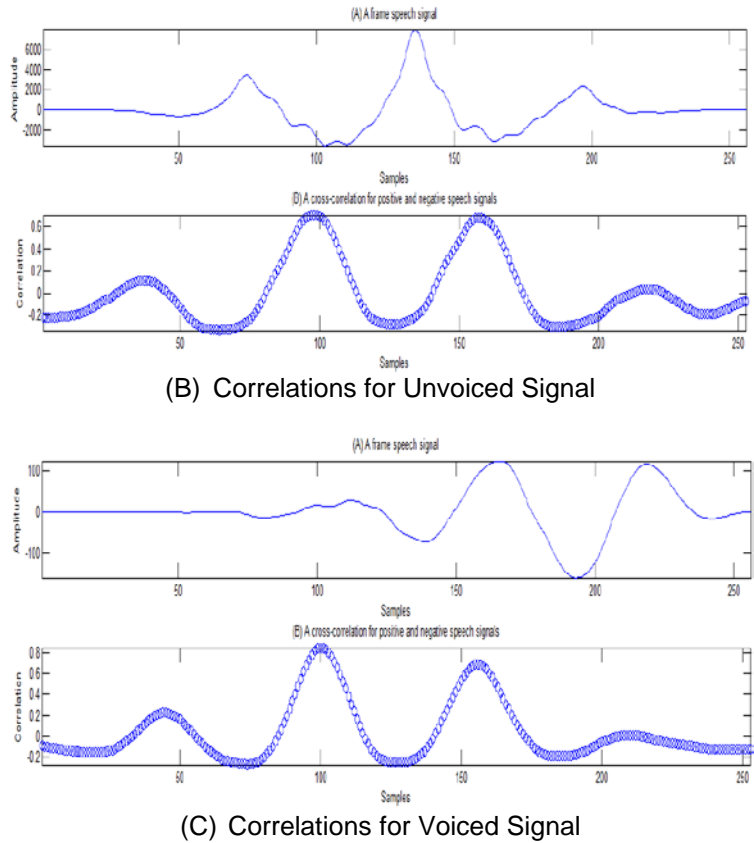 (A) A frame speech signal
Amplitude
6000
4000
2000
0
-2000
50 100 150 200 250
Samples
(D) A cross-correlation for positive and negative speech signals
Correlation
0.6
0.4
0.2
0
-0.2
50 100 150 200 250
Samples
(B) Correlations for Unvoiced Signal
(A) A frame speech signal
Amplitude
100
0
-100
50 100 150 200 250
Samples
(E) A cross-correlation for positive and negative speech signals
Correlation
0.8
0.6
0.4
0.2
0
-0.2
50 100 150 200 250
Samples
(C) Correlations for Voiced Signal